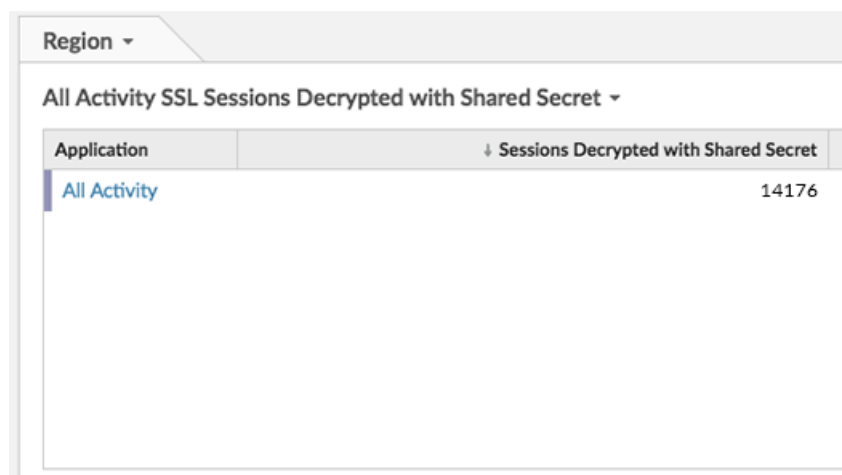 Region
All Activity SSL Sessions Decrypted with Shared Secret
Application ↓ Sessions Decrypted with Shared Secret
All Activity 14176